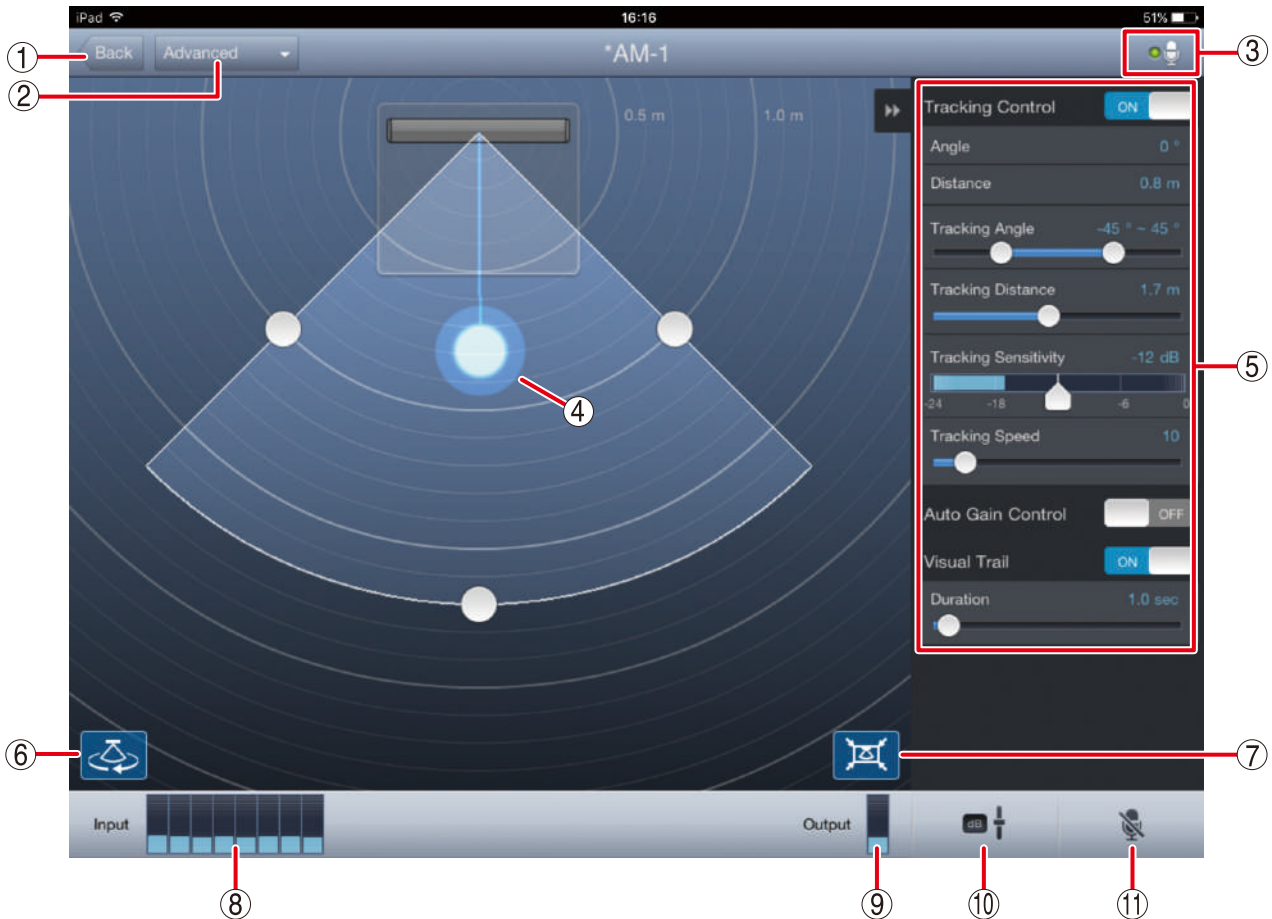 iPad 16:16 51%
Back Advanced *AM-1
① ② ③
0.5 m 1.0 m
Tracking Control ON
Angle 0 °
Distance 0.8 m
Tracking Angle -45 ° ~ 45 °
Tracking Distance 1.7 m
Tracking Sensitivity -12 dB
-24 -18 -6 0
④ ⑤
Tracking Speed 10
Auto Gain Control OFF
Visual Trail ON
Duration 1.0 sec
⑥ ⑦
Input Output dB
⑧ ⑨ ⑩ ⑪